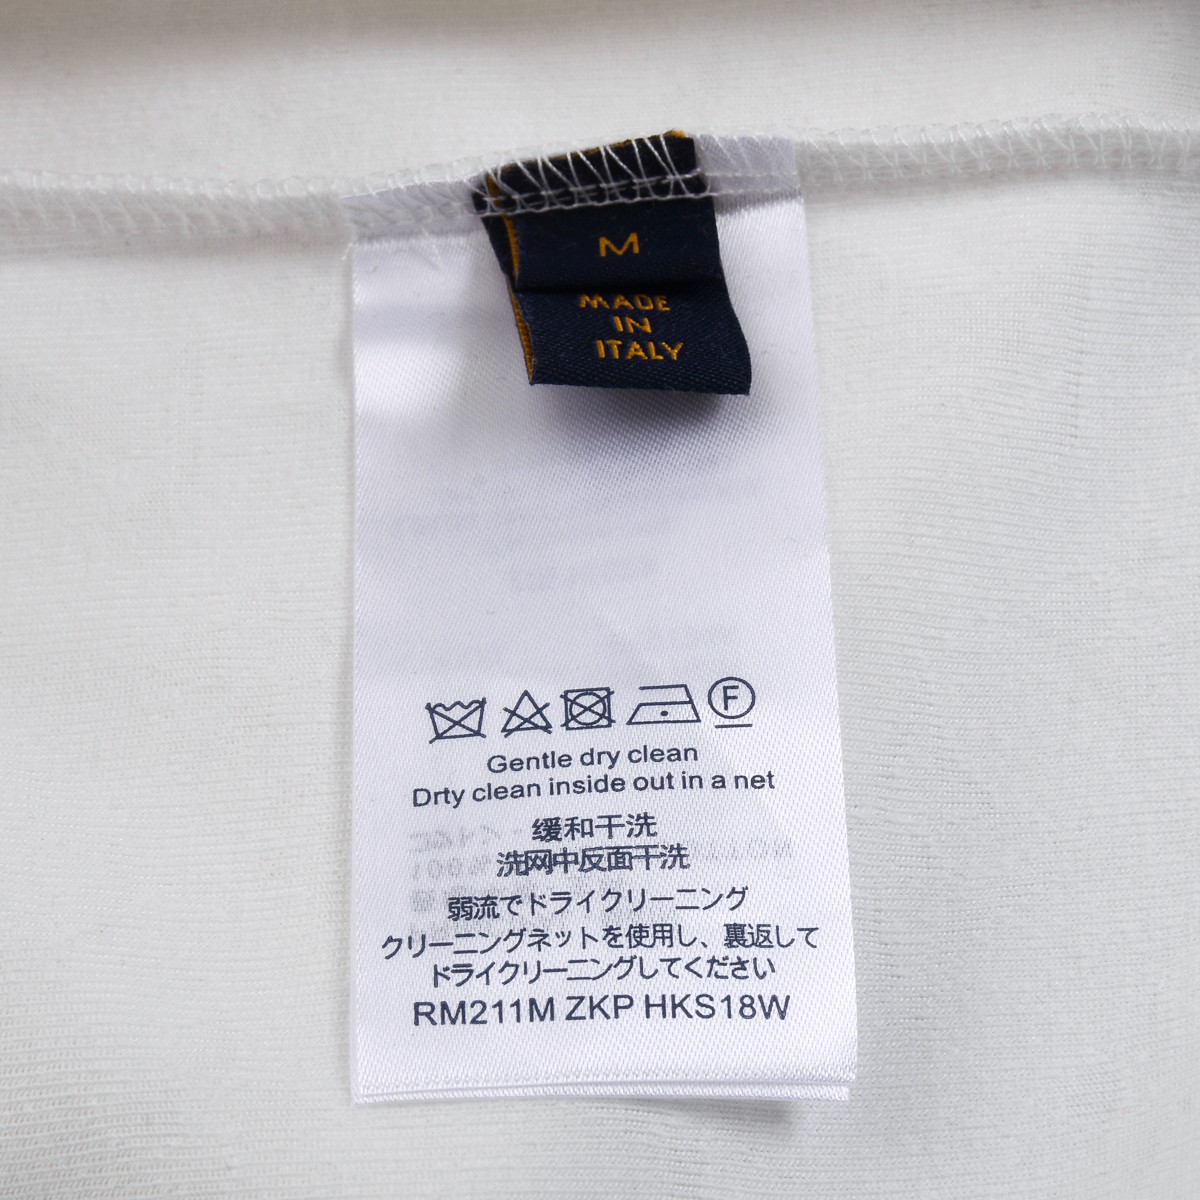 M
MADE
IN
ITALY
F
Gentle dry clean
Drty clean inside out in a net
缓和干洗
洗网中反面干洗
弱流でドライクリーニング
クリーニングネットを使用し、裏返して
ドライクリーニングしてください
RM211M ZKP HKS18W